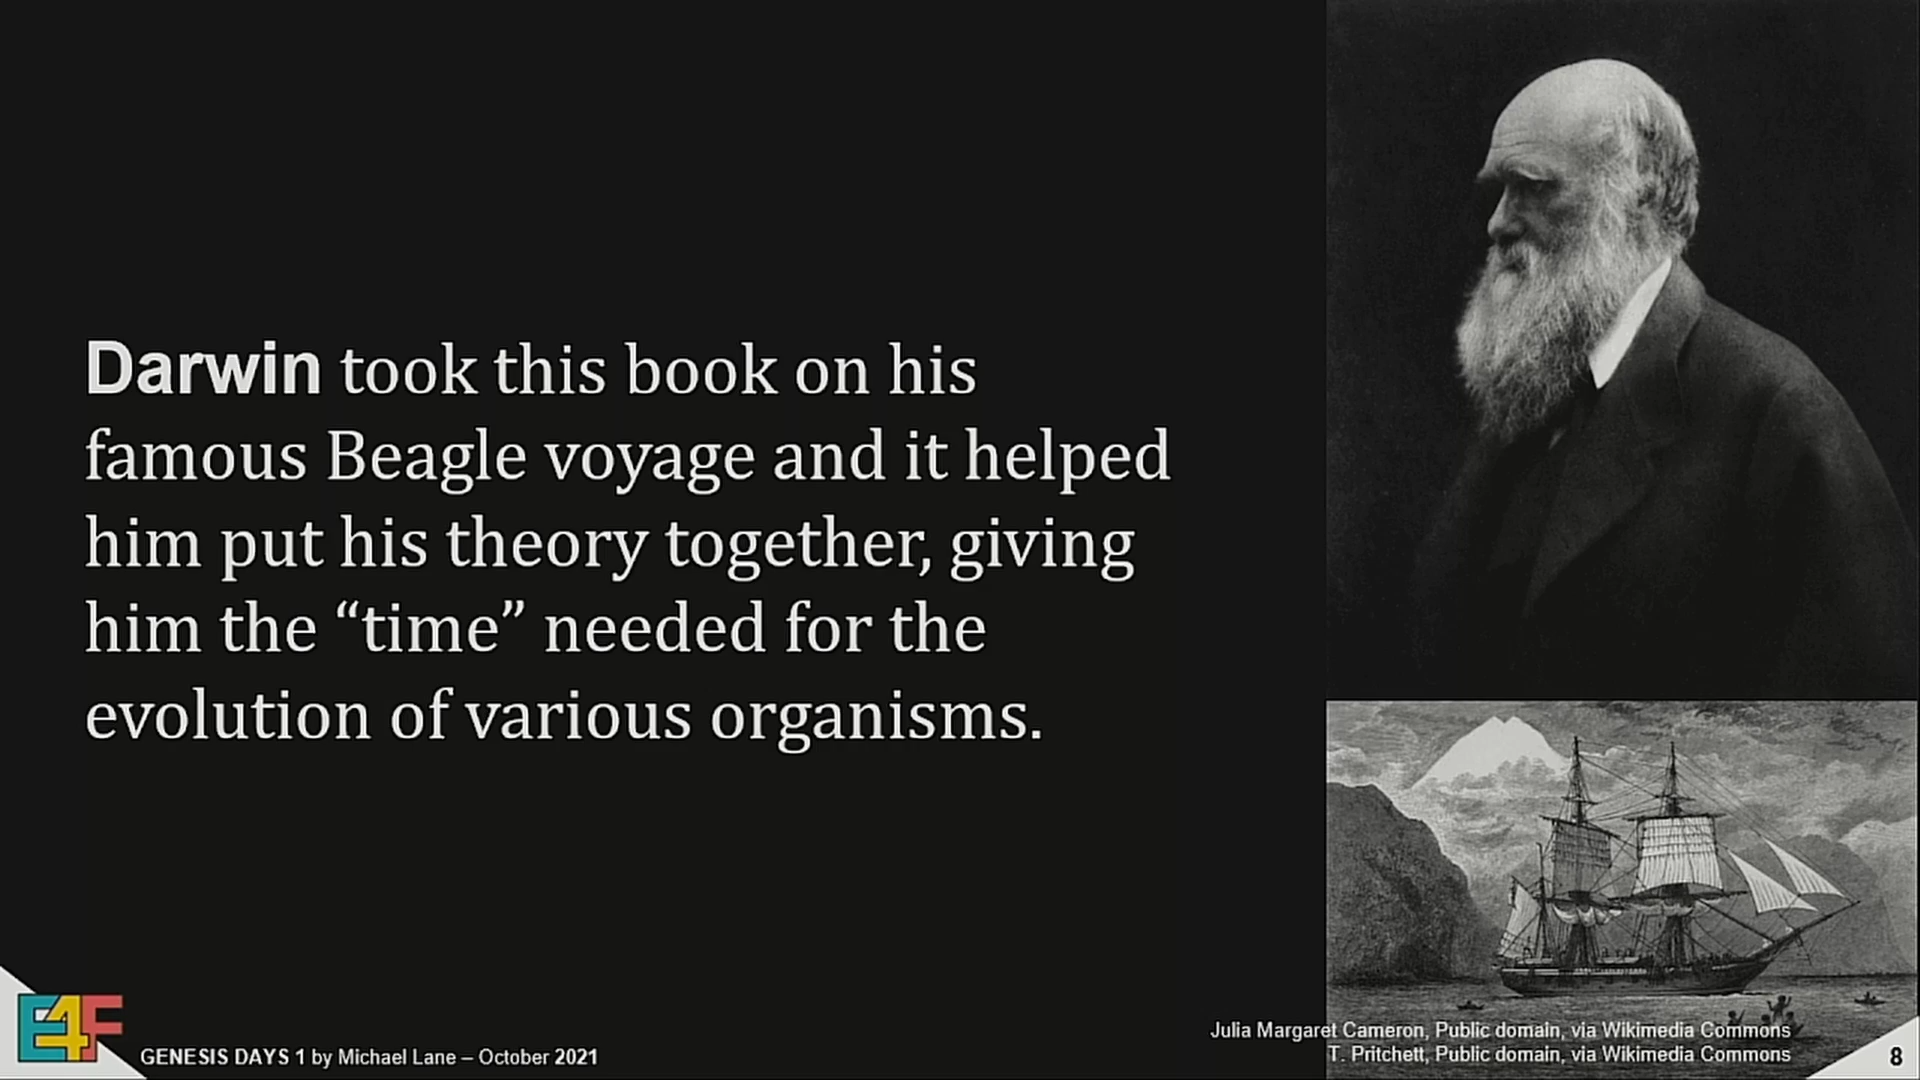 Darwin took this book on his
famous Beagle voyage and it helped
him put his theory together, giving
him the “time” needed for the
evolution of various organisms.
E4F
GENESIS DAYS 1 by Michael Lane – October 2021
Julia Margaret Cameron, Public domain, via Wikimedia Commons
T. Pritchett, Public domain, via Wikimedia Commons
8